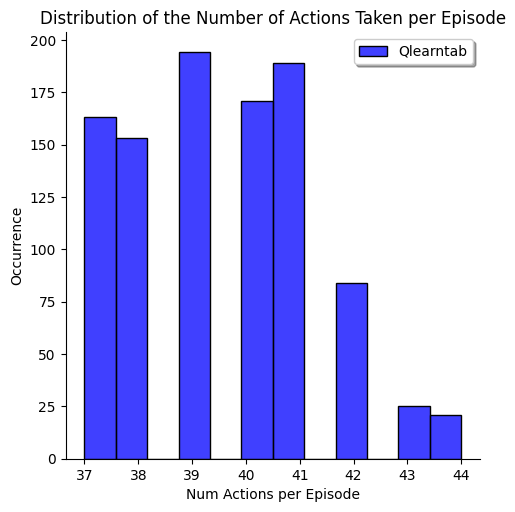 Distribution of the Number of Actions Taken per Episode
Qlearntab
200
175
150
125
100
75
50
25
0
Occurrence
37 38 39 40 41 42 43 44
Num Actions per Episode